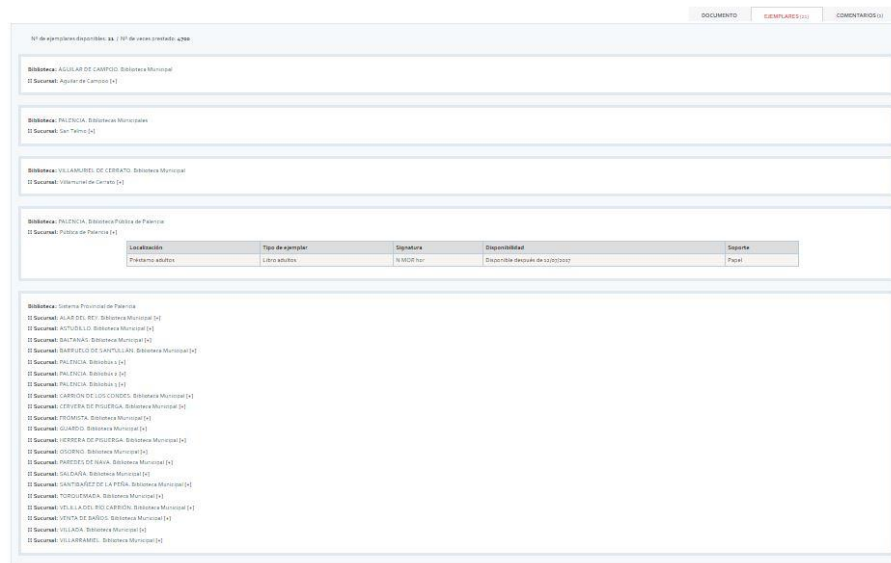 DOCUMENTO EJEMPLARES COMENTARIOS
Nº de ejemplares disponibles: / Nº de veces prestado:
Biblioteca: AGUILAR DE CAMPOO. Biblioteca Municipal
Sucursal: Aguilar de Campoo [+]
Biblioteca: PALENCIA. Bibliotecas Municipales
Sucursal: San Telmo [+]
Biblioteca: VILLAMURIEL DE CERRATO. Biblioteca Municipal
Sucursal: Villamuriel de Cerrato [+]
Biblioteca: PALENCIA. Biblioteca Pública de Palencia
Sucursal: Pública de Palencia [+]
Localización Tipo de ejemplar Signatura Disponibilidad Soporte
Préstamo adultos Libro adultos N MOR hor Disponible después de Papel
Biblioteca: Sistema Provincial de Palencia
Sucursal: ALAR DEL REY. Biblioteca Municipal [+]
Sucursal: ASTUDILLO. Biblioteca Municipal [+]
Sucursal: BALTANÁS. Biblioteca Municipal [+]
Sucursal: BARRUELO DE SANTULLÁN. Biblioteca Municipal [+]
Sucursal: PALENCIA. Bibliobús 1 [+]
Sucursal: PALENCIA. Bibliobús 2 [+]
Sucursal: PALENCIA. Bibliobús 3 [+]
Sucursal: CARRIÓN DE LOS CONDES. Biblioteca Municipal [+]
Sucursal: CERVERA DE PISUERGA. Biblioteca Municipal [+]
Sucursal: FRÓMISTA. Biblioteca Municipal [+]
Sucursal: GUARDO. Biblioteca Municipal [+]
Sucursal: HERRERA DE PISUERGA. Biblioteca Municipal [+]
Sucursal: OSORNO. Biblioteca Municipal [+]
Sucursal: PAREDES DE NAVA. Biblioteca Municipal [+]
Sucursal: SALDAÑA. Biblioteca Municipal [+]
Sucursal: SANTIBÁÑEZ DE LA PEÑA. Biblioteca Municipal [+]
Sucursal: TORQUEMADA. Biblioteca Municipal [+]
Sucursal: VELILLA DEL RÍO CARRIÓN. Biblioteca Municipal [+]
Sucursal: VENTA DE BAÑOS. Biblioteca Municipal [+]
Sucursal: VILLADA. Biblioteca Municipal [+]
Sucursal: VILLARRAMIEL. Biblioteca Municipal [+]